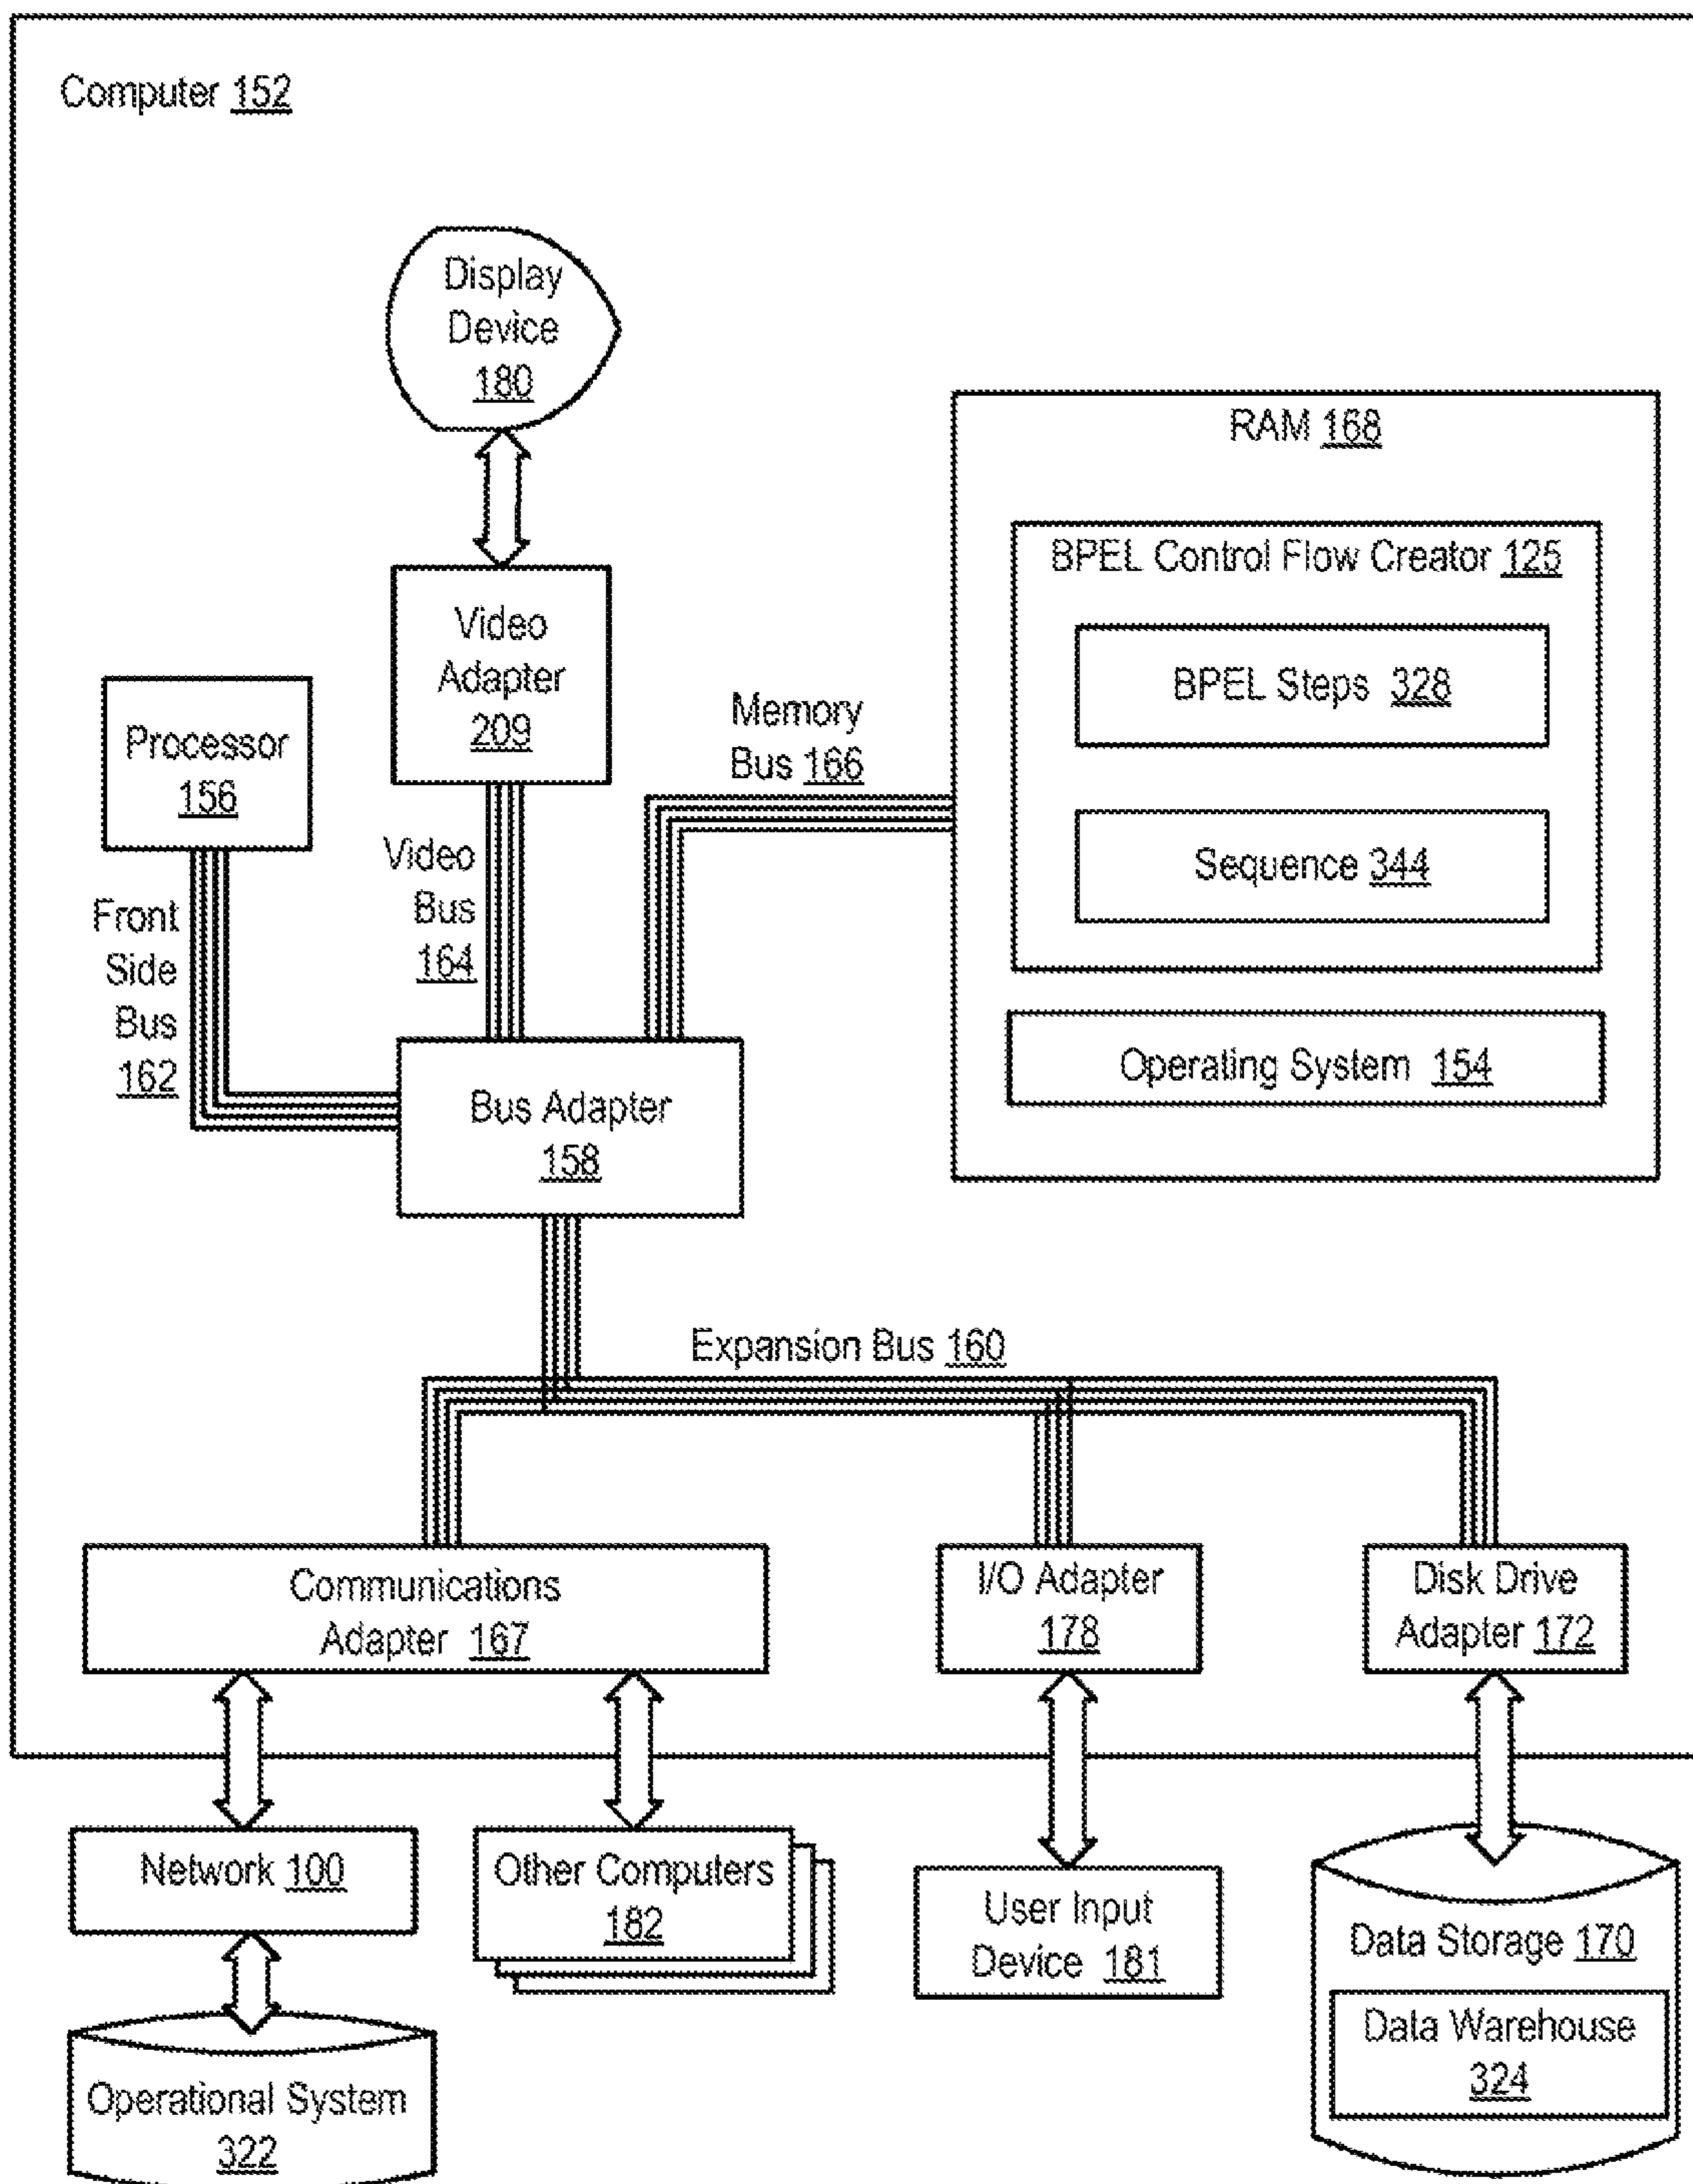 Computer 152
Display
Device
180
RAM 168
BPEL Control Flow Creator 125
BPEL Steps 328
Sequence 344
Operating System 154
Video
Adapter
209
Processor
156
Memory
Bus 166
Video
Bus
164
Front
Side
Bus
162
Bus Adapter
158
Expansion Bus 160
Communications
Adapter 167
I/O Adapter
178
Disk Drive
Adapter 172
Network 100
Other Computers
182
User Input
Device 181
Data Storage 170
Data Warehouse
324
Operational System
322